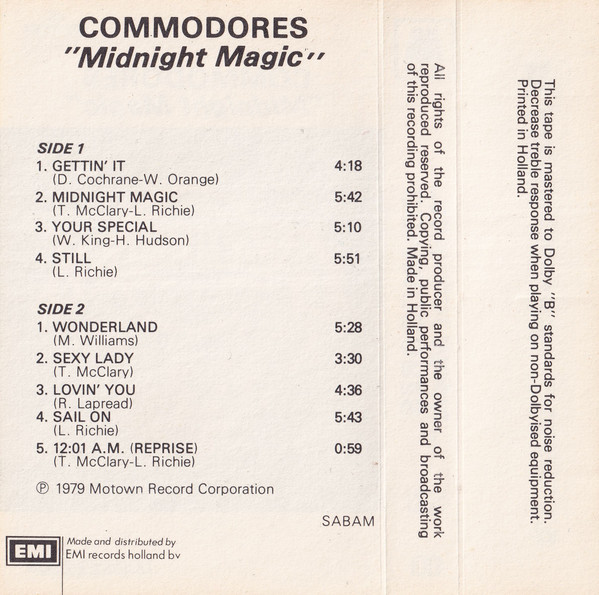 COMMODORES
"Midnight Magic"
SIDE 1
1. GETTIN' IT 4:18
(D. Cochrane-W. Orange)
2. MIDNIGHT MAGIC 5:42
(T. McClary-L. Richie)
3. YOUR SPECIAL 5:10
(W. King-H. Hudson)
4. STILL 5:51
(L. Richie)
SIDE 2
1. WONDERLAND 5:28
(M. Williams)
2. SEXY LADY 3:30
(T. McClary)
3. LOVIN' YOU 4:36
(R. Lapread)
4. SAIL ON 5:43
(L. Richie)
5. 12:01 A.M. (REPRISE) 0:59
(T. McClary-L. Richie)
℗ 1979 Motown Record Corporation
SABAM
EMI
Made and distributed by
EMI records holland bv
All rights of the record producer and the owner of the work
reproduced reserved. Copying, public performances and broadcasting
of this recording prohibited. Made in Holland.
This tape is mastered to Dolby "B" standards for noise reduction.
Decrease treble response when playing on non-Dolbyised equipment.
Printed in Holland.